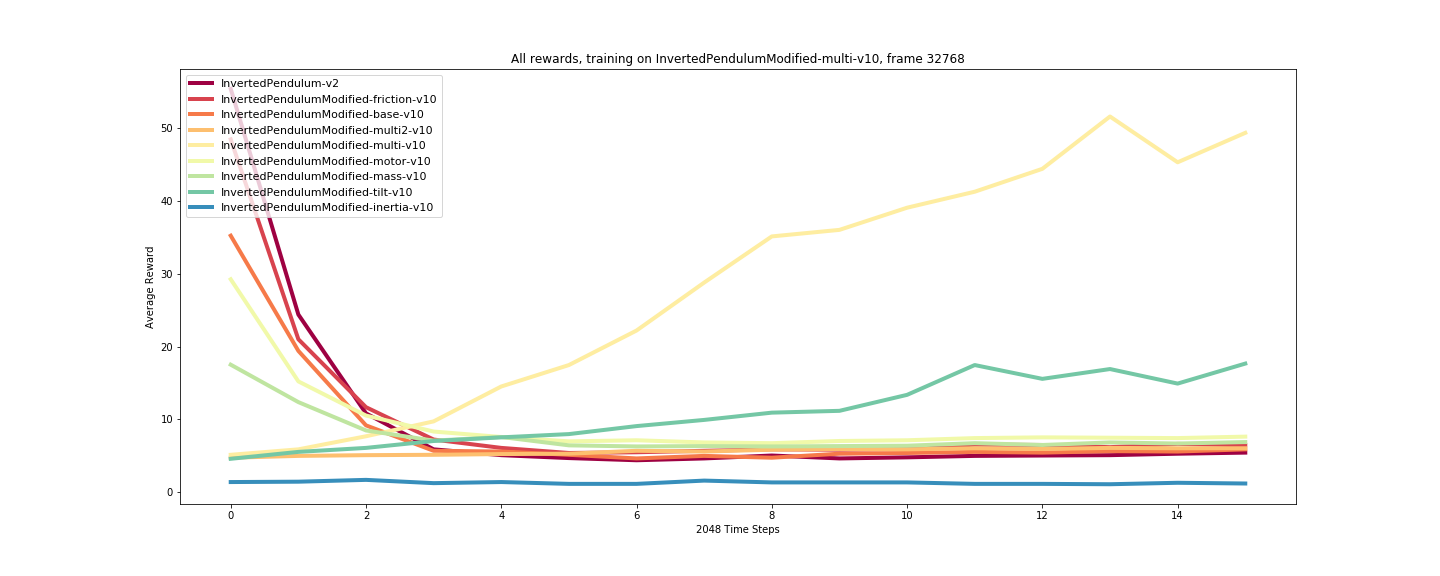 All rewards, training on InvertedPendulumModified-multi-v10, frame 32768
InvertedPendulum-v2
InvertedPendulumModified-friction-v10
InvertedPendulumModified-base-v10
InvertedPendulumModified-multi2-v10
InvertedPendulumModified-multi-v10
InvertedPendulumModified-motor-v10
InvertedPendulumModified-mass-v10
InvertedPendulumModified-tilt-v10
InvertedPendulumModified-inertia-v10
Average Reward
50
40
30
20
10
0
0 2 4 6 8 10 12 14
2048 Time Steps